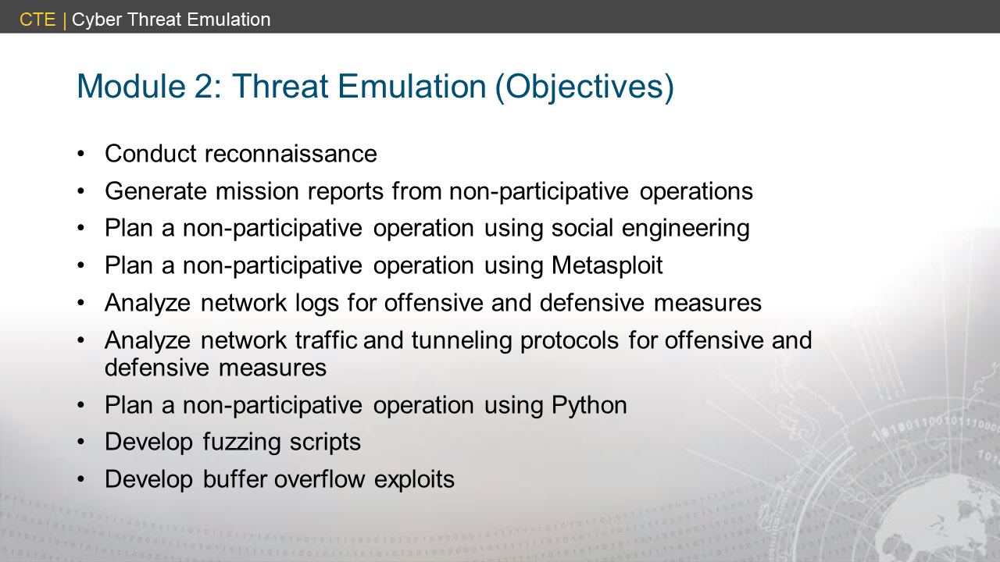 CTE | Cyber Threat Emulation
Module 2: Threat Emulation (Objectives)
• Conduct reconnaissance
• Generate mission reports from non-participative operations
• Plan a non-participative operation using social engineering
• Plan a non-participative operation using Metasploit
• Analyze network logs for offensive and defensive measures
• Analyze network traffic and tunneling protocols for offensive and
defensive measures
• Plan a non-participative operation using Python
• Develop fuzzing scripts
• Develop buffer overflow exploits